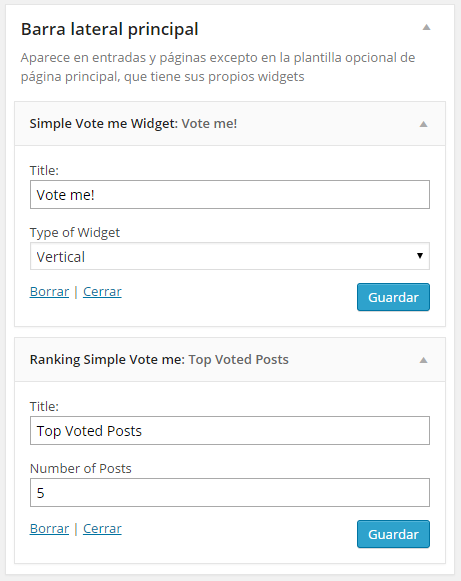 Barra lateral principal
Aparece en entradas y páginas excepto en la plantilla opcional de
página principal, que tiene sus propios widgets
Simple Vote me Widget: Vote me!
Title:
Vote me!
Type of Widget
Vertical
Borrar | Cerrar
Guardar
Ranking Simple Vote me: Top Voted Posts
Title:
Top Voted Posts
Number of Posts
5
Borrar | Cerrar
Guardar